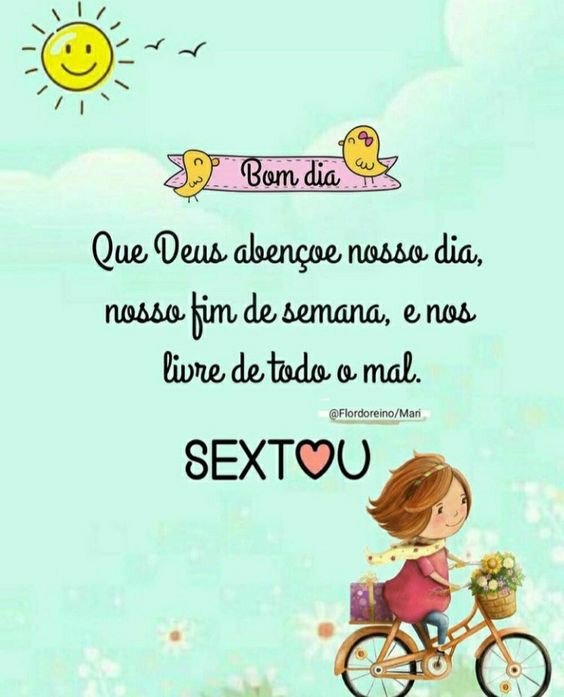 Bom dia
Que Deus abençoe nosso dia,
nosso fim de semana, e nos
livre de todo o mal.
@Flordoreino/Mari
SEXTOU